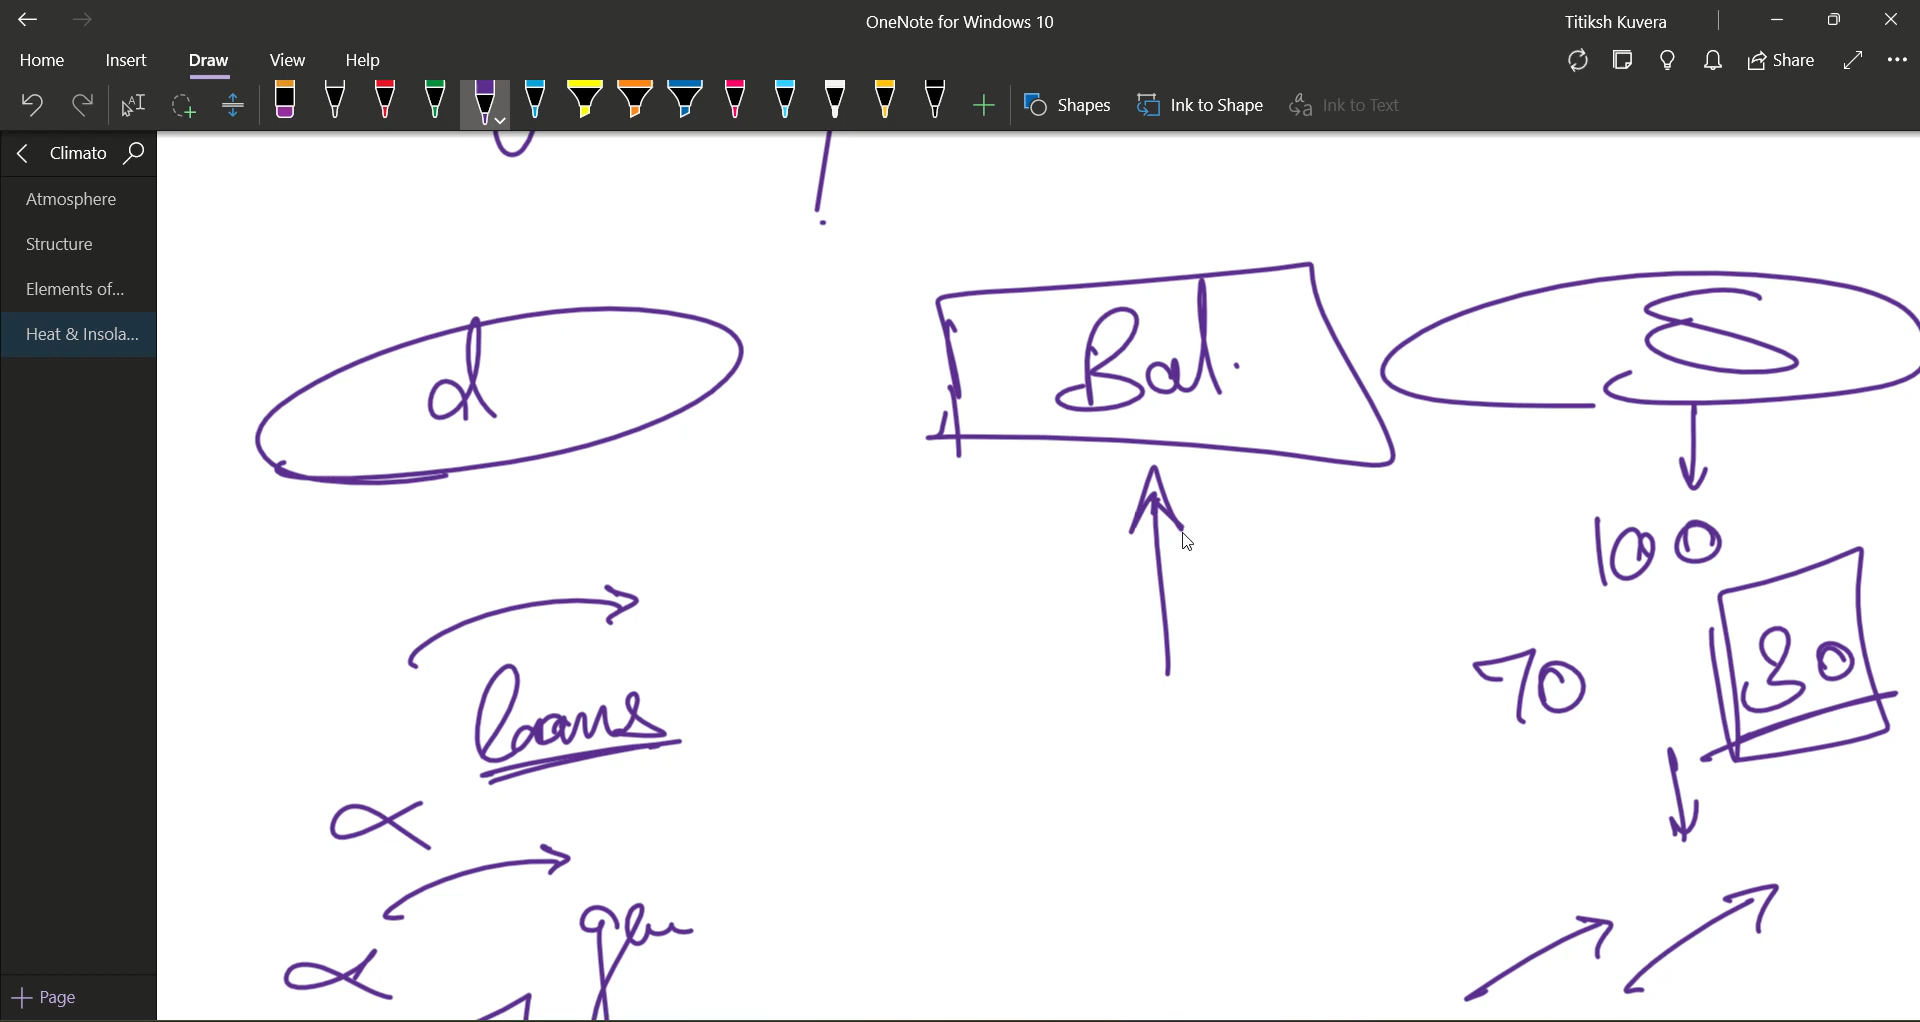 OneNote for Windows 10
Titiksh Kuvera
Home Insert Draw View Help
Share
Shapes Ink to Shape Ink to Text
Climato
Atmosphere
Structure
Elements of...
Heat & Insola...
Bal.
100
70
30
loans
+ Page